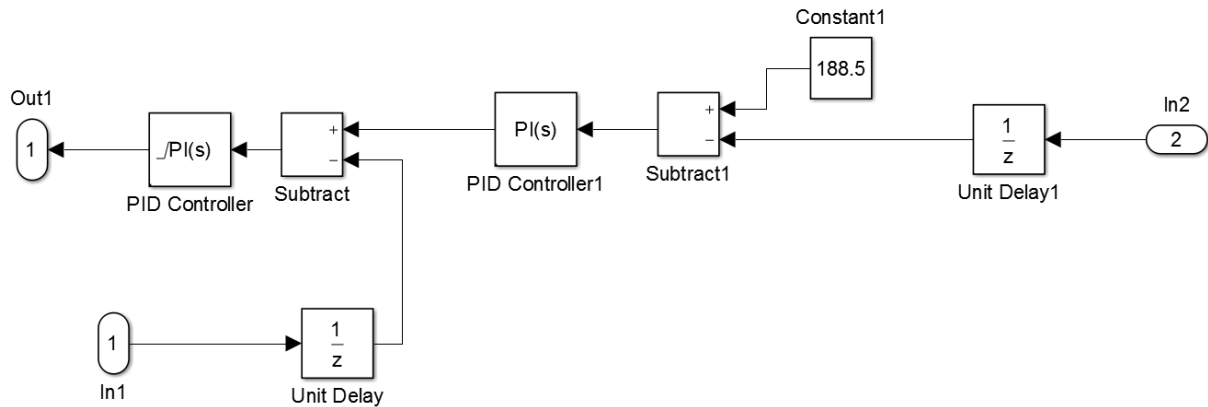 Constant1
188.5
Out1
In2
1
PI(s)
+
−
PI(s)
+
−
1
z
2
PID Controller
Subtract
PID Controller1
Subtract1
Unit Delay1
1
1
z
In1
Unit Delay